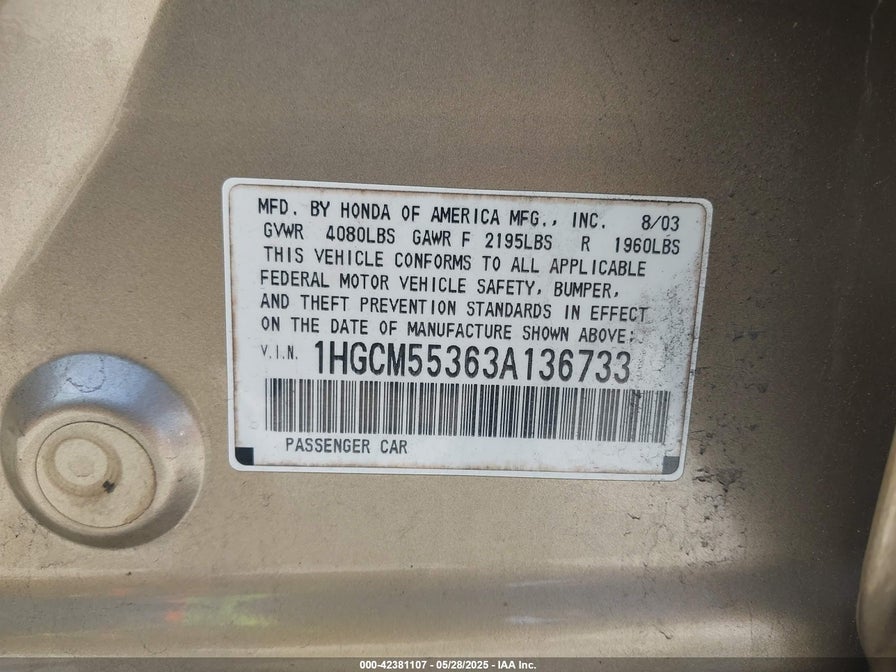 MFD. BY HONDA OF AMERICA MFG., INC. 8/03
GVWR 4080LBS GAWR F 2195LBS R 1960LBS
THIS VEHICLE CONFORMS TO ALL APPLICABLE
FEDERAL MOTOR VEHICLE SAFETY, BUMPER,
AND THEFT PREVENTION STANDARDS IN EFFECT
ON THE DATE OF MANUFACTURE SHOWN ABOVE;
V.I.N. 1HGCM55363A136733
PASSENGER CAR
000-42381107 - 05/28/2025 - IAA Inc.